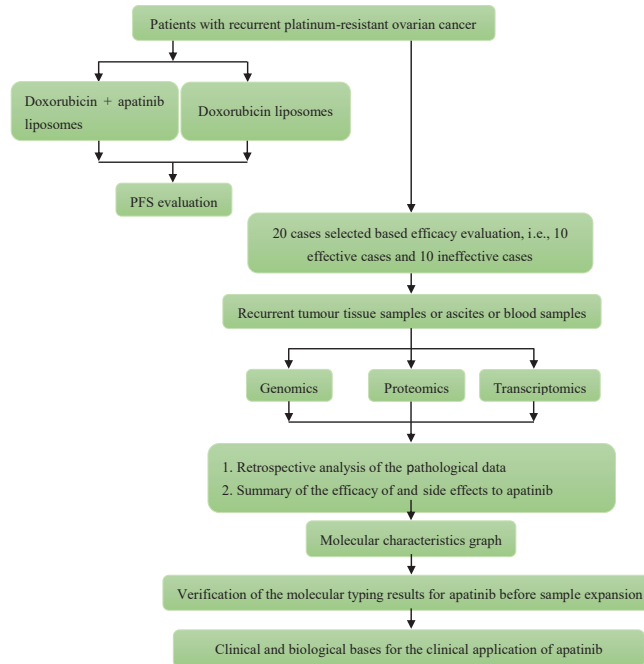 Patients with recurrent platinum-resistant ovarian cancer
Doxorubicin + apatinib
liposomes
Doxorubicin liposomes
PFS evaluation
20 cases selected based efficacy evaluation, i.e., 10
effective cases and 10 ineffective cases
Recurrent tumour tissue samples or ascites or blood samples
Genomics
Proteomics
Transcriptomics
1. Retrospective analysis of the pathological data
2. Summary of the efficacy of and side effects to apatinib
Molecular characteristics graph
Verification of the molecular typing results for apatinib before sample expansion
Clinical and biological bases for the clinical application of apatinib